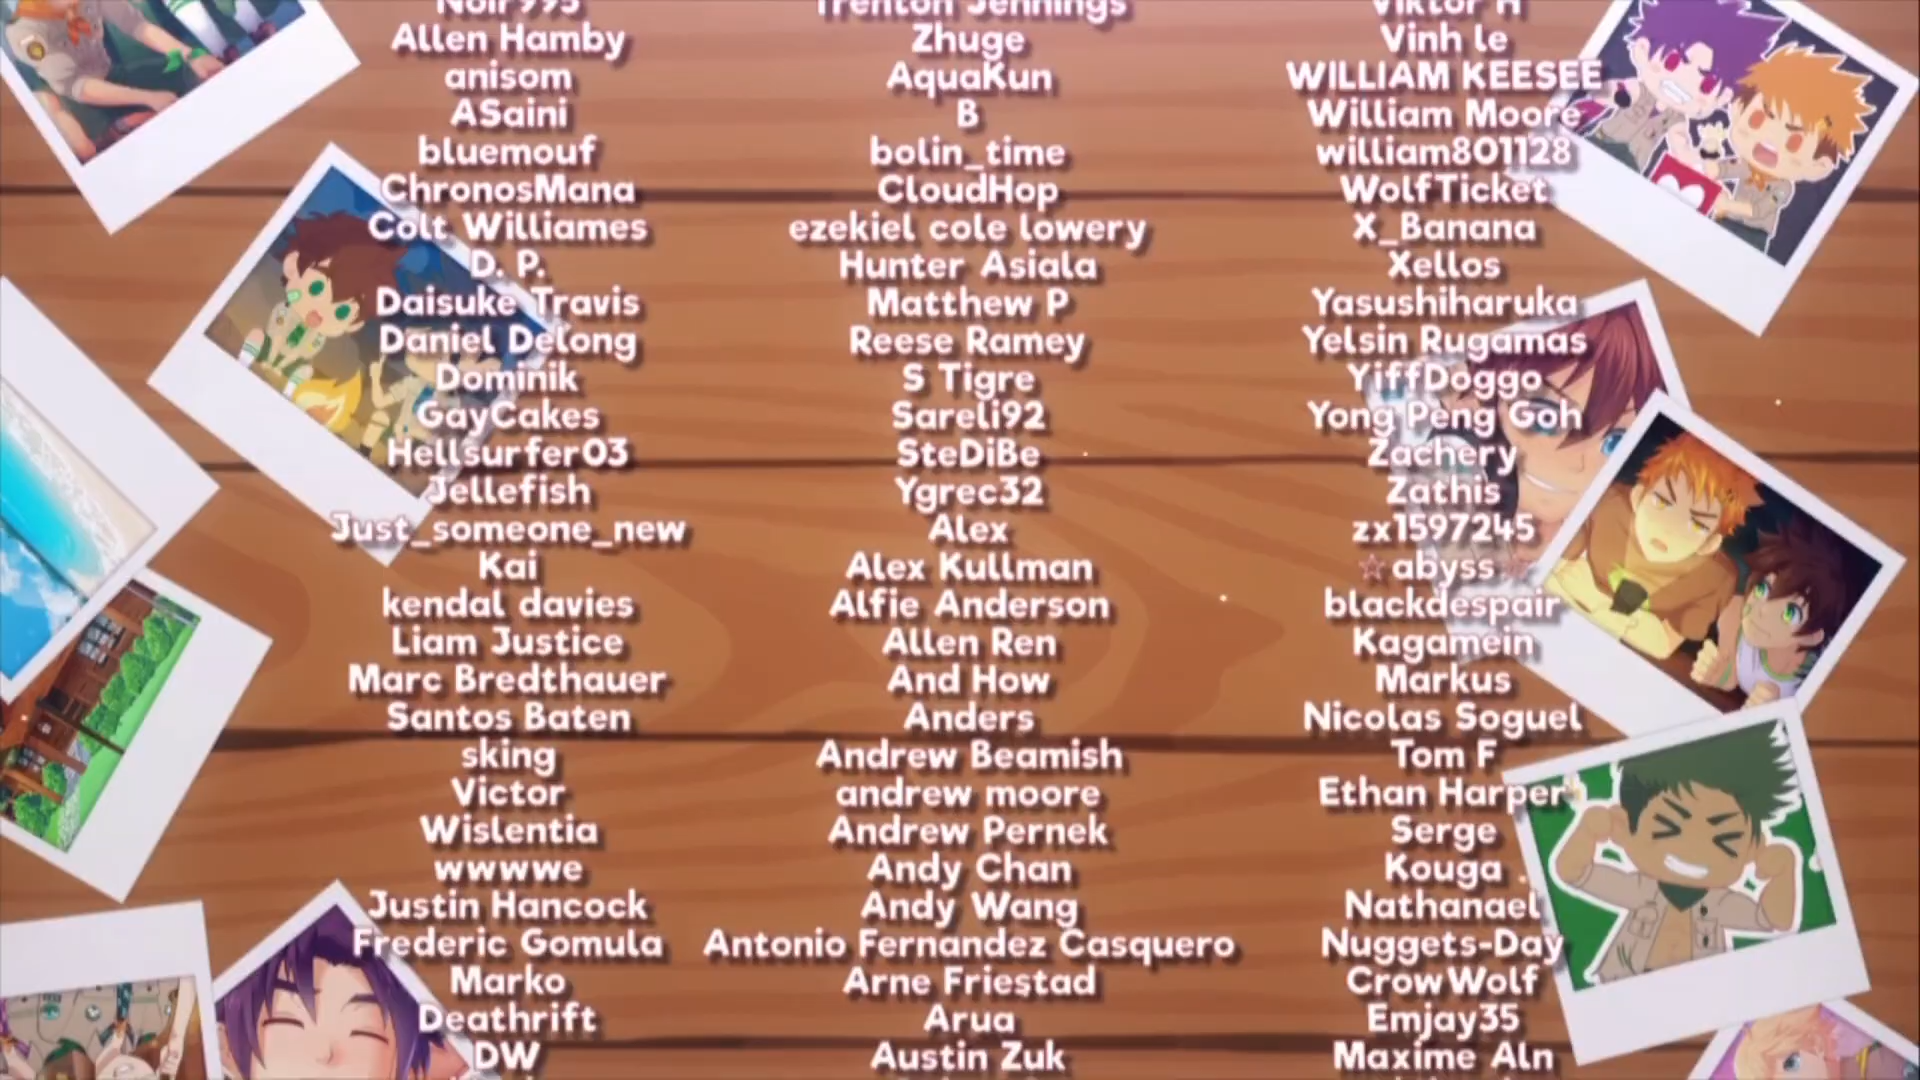 Noir995
Allen Hamby
anisom
ASaini
bluemouf
ChronosMana
Colt Williames
D. P.
Daisuke Travis
Daniel Delong
Dominik
GayCakes
Hellsurfer03
Jellefish
Just_someone_new
Kai
kendal davies
Liam Justice
Marc Bredthauer
Santos Baten
sking
Victor
Wislentia
wwwwe
Justin Hancock
Frederic Gomula
Marko
Deathrift
DW
Trenton Jennings
Zhuge
AquaKun
B
bolin_time
CloudHop
ezekiel cole lowery
Hunter Asiala
Matthew P
Reese Ramey
S Tigre
Sareli92
SteDiBe
Ygrec32
Alex
Alex Kullman
Alfie Anderson
Allen Ren
And How
Anders
Andrew Beamish
andrew moore
Andrew Pernek
Andy Chan
Andy Wang
Antonio Fernandez Casquero
Arne Friestad
Arua
Austin Zuk
Viktor H
Vinh le
WILLIAM KEESEE
William Moore
william801128
WolfTicket
X_Banana
Xellos
Yasushiharuka
Yelsin Rugamas
YiffDoggo
Yong Peng Goh
Zachery
Zathis
zx1597245
☆abyss☆
blackdespair
Kagamein
Markus
Nicolas Soguel
Tom F
Ethan Harper
Serge
Kouga
Nathanael
Nuggets-Day
CrowWolf
Emjay35
Maxime Aln